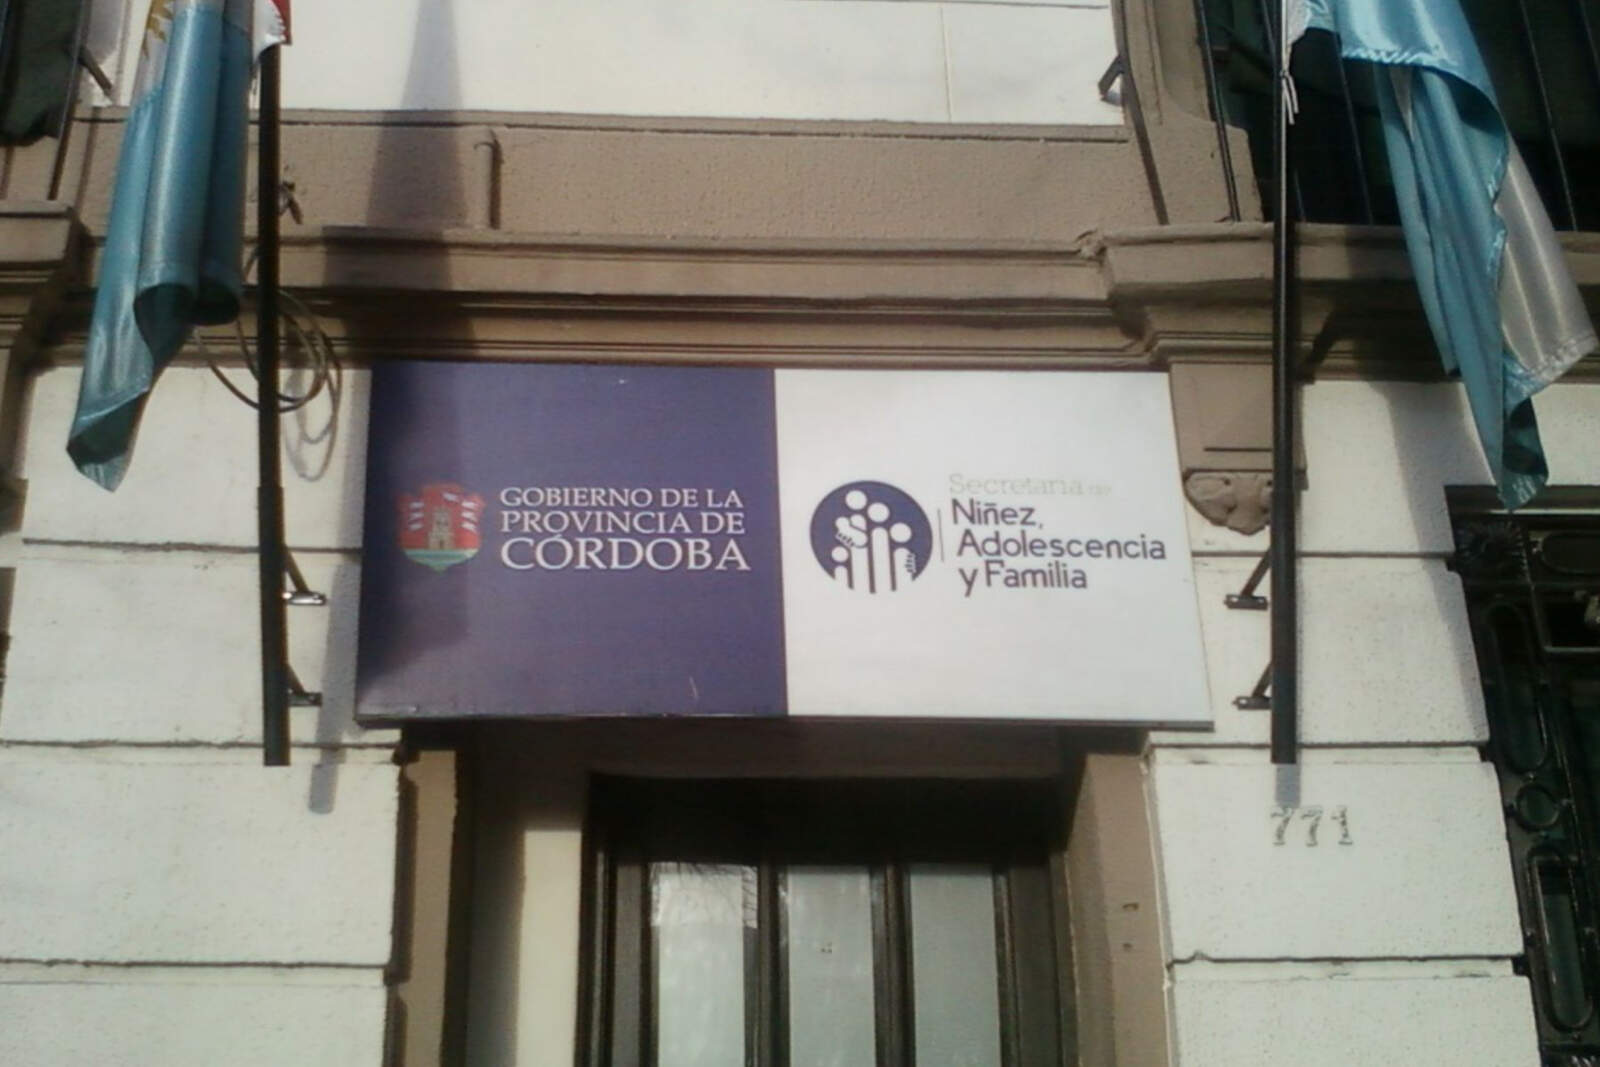 GOBIERNO DE LA
PROVINCIA DE
CÓRDOBA
Secretaría de
Niñez,
Adolescencia
y Familia
771